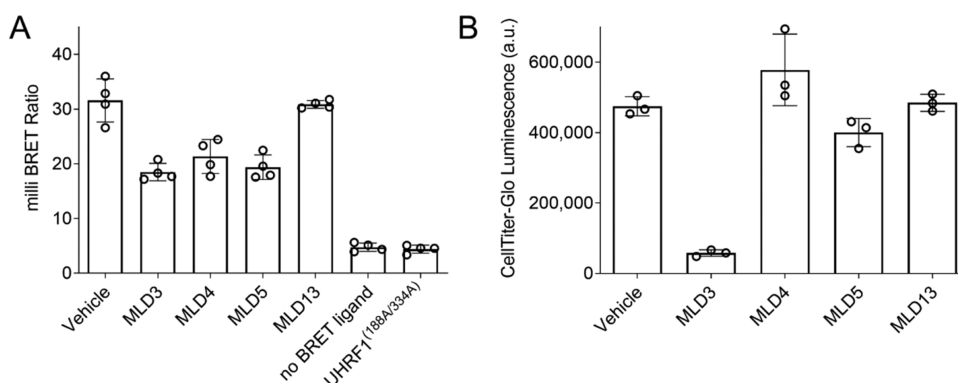 A
milli BRET Ratio
40
30
20
10
0
Vehicle
MLD3
MLD4
MLD5
MLD13
no BRET ligand
UHRF1(188A/334A)
B
CellTiter-Glo Luminescence (a.u.)
600,000
400,000
200,000
0
Vehicle
MLD3
MLD4
MLD5
MLD13